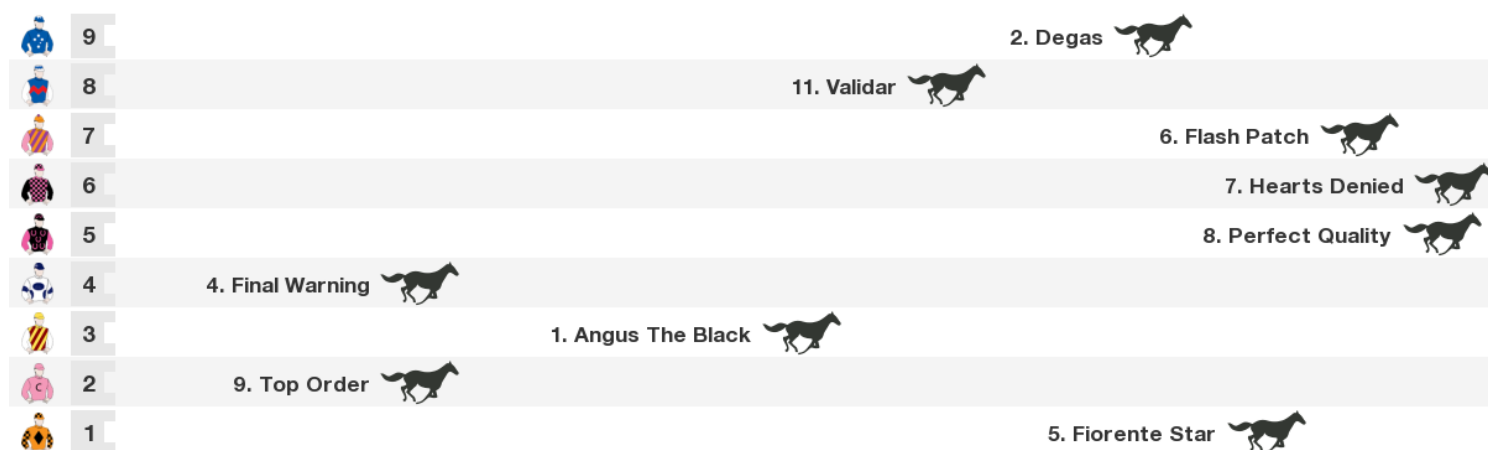 9 2. Degas
8 11. Validar
7 6. Flash Patch
6 7. Hearts Denied
5 8. Perfect Quality
4 4. Final Warning
3 1. Angus The Black
C 2 9. Top Order
1 5. Fiorente Star